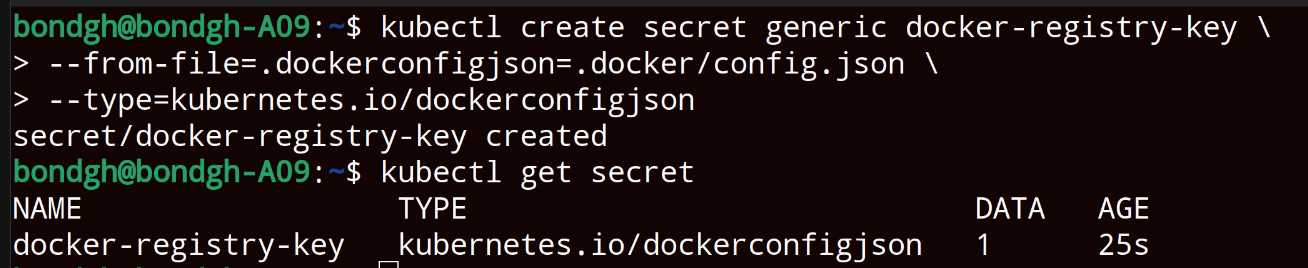 bondgh@bondgh-A09:~$ kubectl create secret generic docker-registry-key \
> --from-file=.dockerconfigjson=.docker/config.json \
> --type=kubernetes.io/dockerconfigjson
secret/docker-registry-key created
bondgh@bondgh-A09:~$ kubectl get secret
NAME                  TYPE                             DATA   AGE
docker-registry-key   kubernetes.io/dockerconfigjson   1      25s